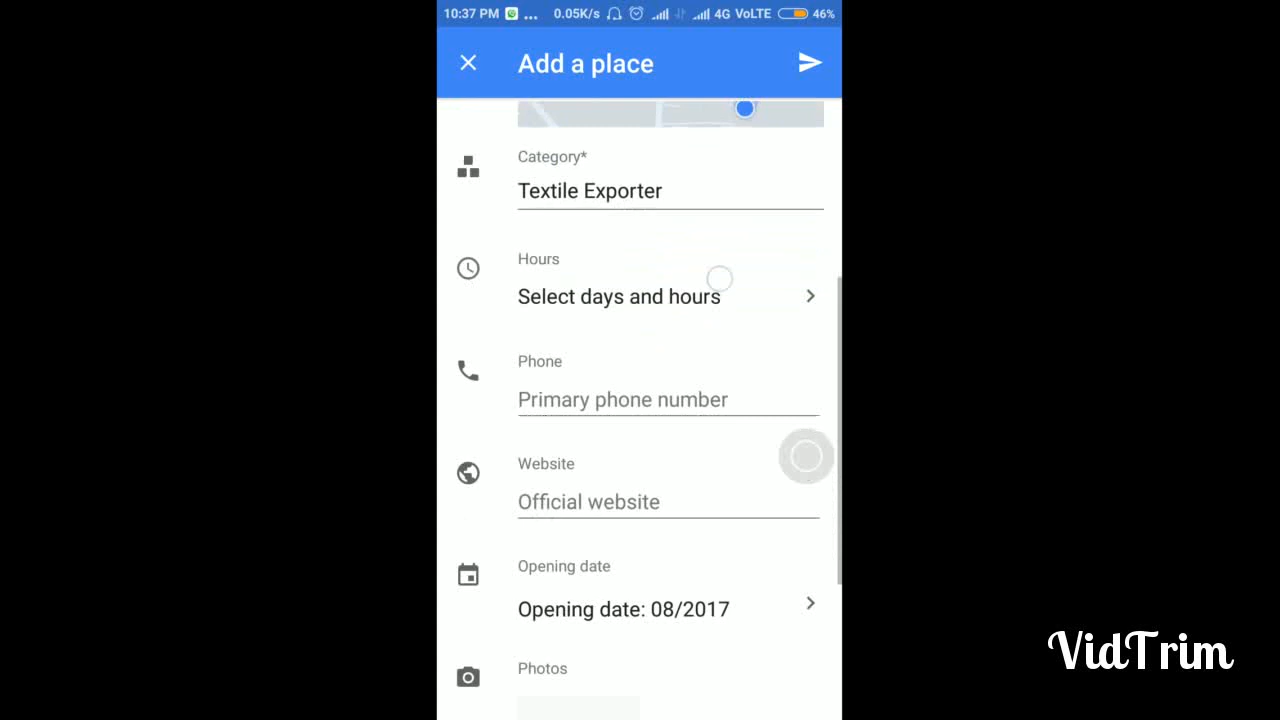 10:37 PM ... 0.05K/s 4G VoLTE 46%
Add a place
Category*
Textile Exporter
Hours
Select days and hours
Phone
Primary phone number
Website
Official website
Opening date
Opening date: 08/2017
Photos
VidTrim